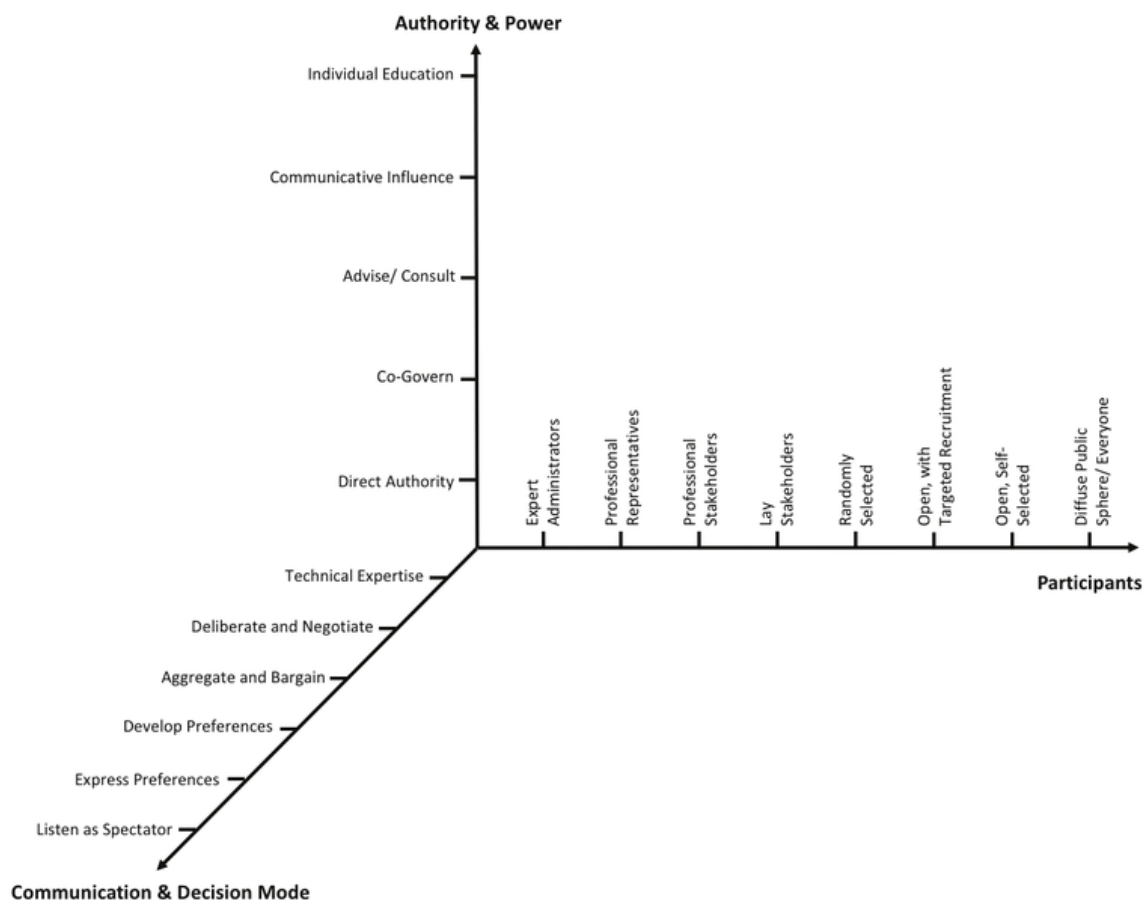 Authority & Power
Individual Education
Communicative Influence
Advise/ Consult
Co-Govern
Direct Authority
Expert
Administrators
Professional
Representatives
Professional
Stakeholders
Lay
Stakeholders
Randomly
Selected
Open, with
Targeted Recruitment
Open, Self-
Selected
Diffuse Public
Sphere/ Everyone
Participants
Technical Expertise
Deliberate and Negotiate
Aggregate and Bargain
Develop Preferences
Express Preferences
Listen as Spectator
Communication & Decision Mode